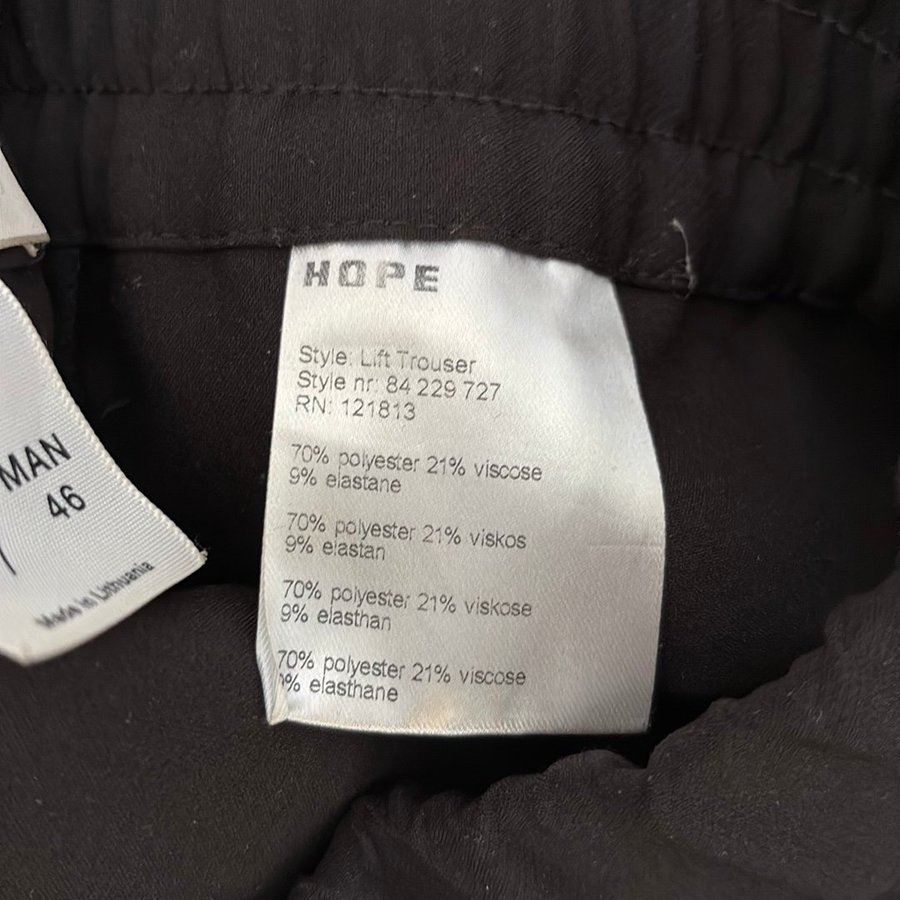 HOPE
Style: Lift Trouser
Style nr: 84 229 727
RN: 121813
70% polyester 21% viscose
9% elastane
70% polyester 21% viskos
9% elastan
70% polyester 21% viskose
9% elasthan
70% polyester 21% viscose
% elasthane
MAN
46
Made in Lithuania